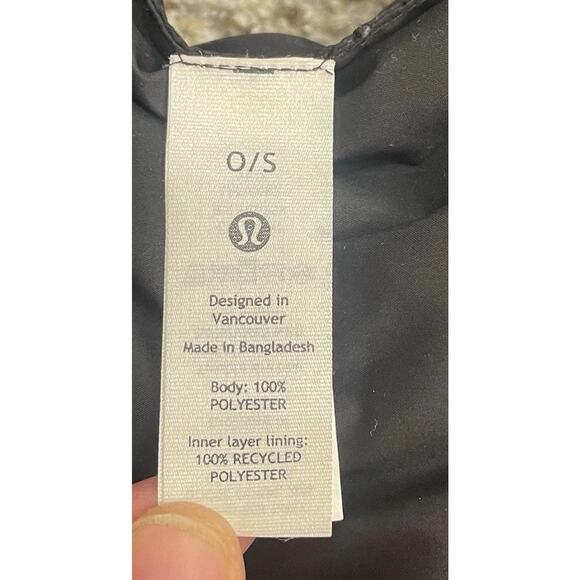 O/S
Designed in
Vancouver
Made in Bangladesh
Body: 100%
POLYESTER
Inner layer lining:
100% RECYCLED
POLYESTER